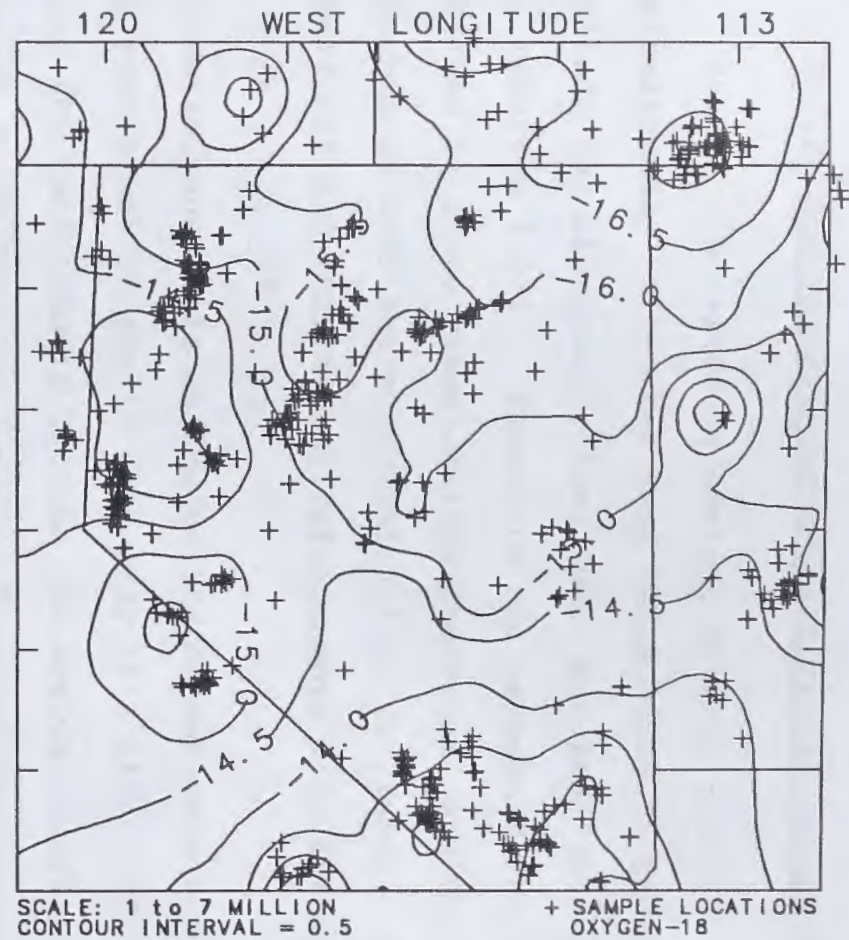 120 WEST LONGITUDE 113
-16.5
-16.0
-15.0
-15.0
-14.5
-14.5
SCALE: 1 to 7 MILLION
CONTOUR INTERVAL = 0.5
+ SAMPLE LOCATIONS
OXYGEN-18